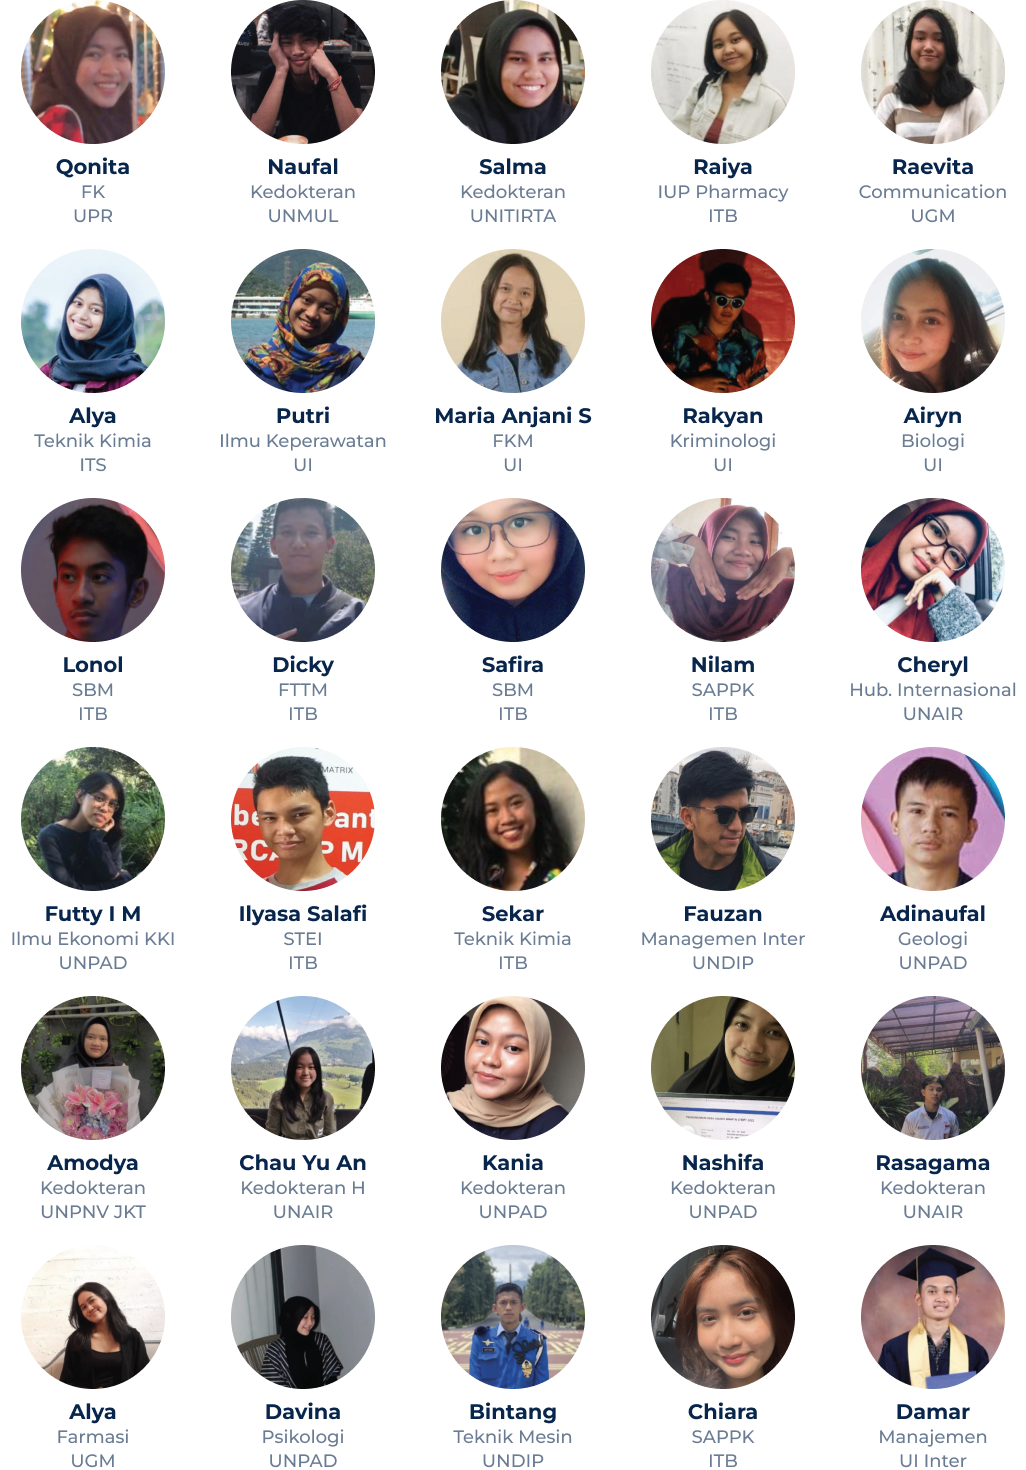 Qonita
FK
UPR
Naufal
Kedokteran
UNMUL
Salma
Kedokteran
UNITIRTA
Raiya
IUP Pharmacy
ITB
Raevita
Communication
UGM
Alya
Teknik Kimia
ITS
Putri
Ilmu Keperawatan
UI
Maria Anjani S
FKM
UI
Rakyan
Kriminologi
UI
Airyn
Biologi
UI
Lonol
SBM
ITB
Dicky
FTTM
ITB
Safira
SBM
ITB
Nilam
SAPPK
ITB
Cheryl
Hub. Internasional
UNAIR
Futty I M
Ilmu Ekonomi KKI
UNPAD
MATRIX
Ilyasa Salafi
STEI
ITB
Sekar
Teknik Kimia
ITB
Fauzan
Managemen Inter
UNDIP
Adinaufal
Geologi
UNPAD
Amodya
Kedokteran
UNPNV JKT
Chau Yu An
Kedokteran H
UNAIR
Kania
Kedokteran
UNPAD
Nashifa
Kedokteran
UNPAD
Rasagama
Kedokteran
UNAIR
Alya
Farmasi
UGM
Davina
Psikologi
UNPAD
Bintang
Teknik Mesin
UNDIP
Chiara
SAPPK
ITB
Damar
Manajemen
UI Inter